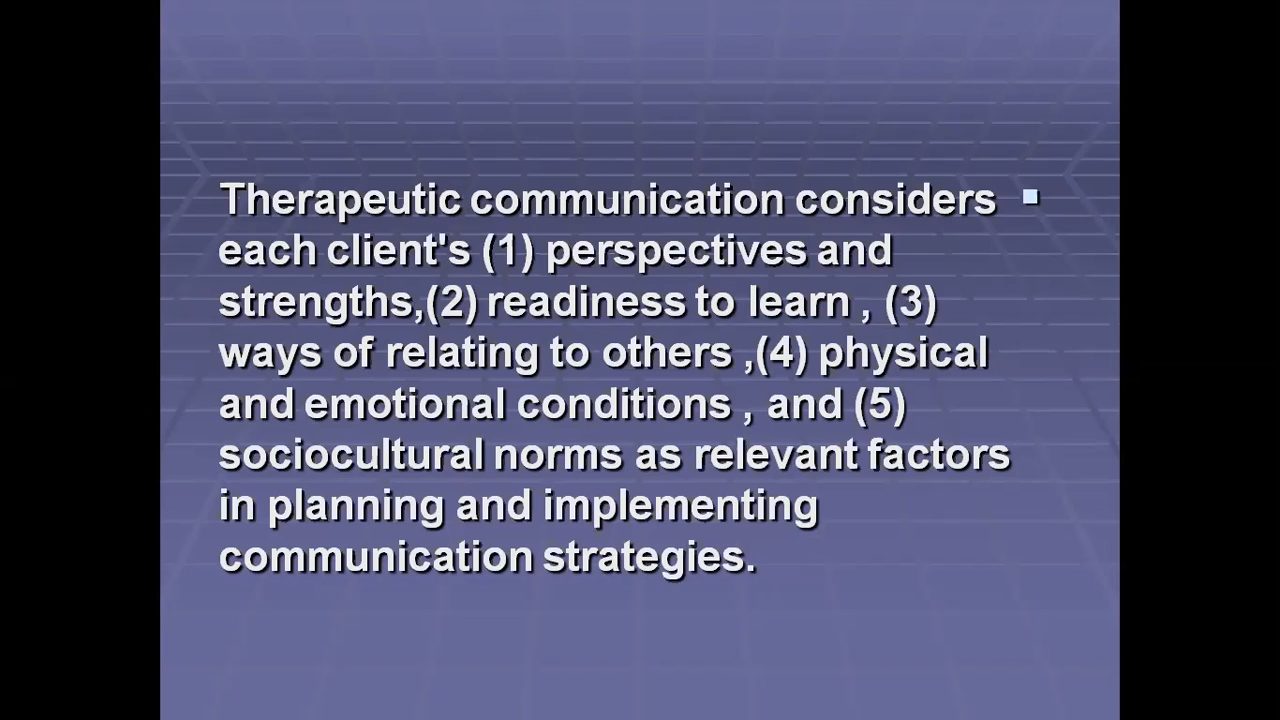 Therapeutic communication considers ▪
each client's (1) perspectives and
strengths,(2) readiness to learn , (3)
ways of relating to others ,(4) physical
and emotional conditions , and (5)
sociocultural norms as relevant factors
in planning and implementing
communication strategies.